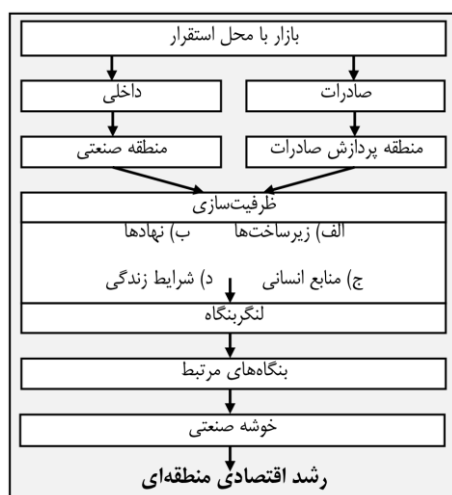 بازار با محل استقرار
صادرات
داخلی
منطقه پردازش صادرات
منطقه صنعتی
ظرفیت‌سازی
الف) زیرساخت‌ها ب) نهادها
ج) منابع انسانی د) شرایط زندگی
لنگربنگاه
بنگاه‌های مرتبط
خوشه صنعتی
رشد اقتصادی منطقه‌ای